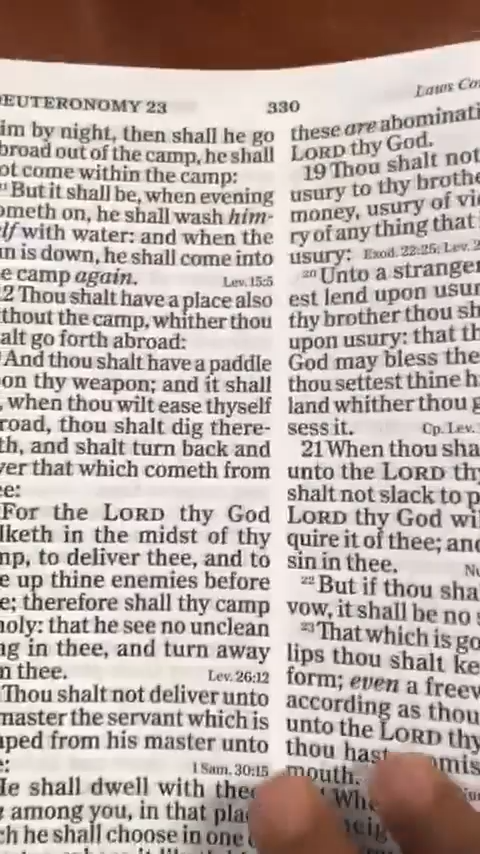 EUTERONOMY 23
330
Laws Co
im by night, then shall he go
broad out of the camp, he shall
ot come within the camp:
11 But it shall be, when evening
ometh on, he shall wash him-
elf with water: and when the
un is down, he shall come into
e camp again. Lev. 15:5
2 Thou shalt have a place also
thout the camp, whither thou
alt go forth abroad:
And thou shalt have a paddle
on thy weapon; and it shall
, when thou wilt ease thyself
road, thou shalt dig there-
th, and shalt turn back and
ver that which cometh from
ee:
For the LORD thy God
lketh in the midst of thy
mp, to deliver thee, and to
e up thine enemies before
e; therefore shall thy camp
holy: that he see no unclean
ng in thee, and turn away
m thee. Lev. 26:12
Thou shalt not deliver unto
master the servant which is
aped from his master unto
e: 1 Sam. 30:15
He shall dwell with thee
among you, in that pla
ch he shall choose in one
these are abominati
LORD thy God.
19 Thou shalt not
usury to thy brothe
money, usury of vic
ry of any thing that
usury: Exod. 22:25; Lev. 2
20 Unto a stranger
est lend upon usur
thy brother thou sh
upon usury: that th
God may bless the
thou settest thine h
land whither thou g
sess it. Cp. Lev.
21 When thou sha
unto the LORD thy
shalt not slack to p
LORD thy God wil
quire it of thee; and
sin in thee. Nu
22 But if thou sha
vow, it shall be no s
23 That which is go
lips thou shalt ke
form; even a freew
according as thou
unto the LORD thy
thou hast omis
mouth.
Whe
neig